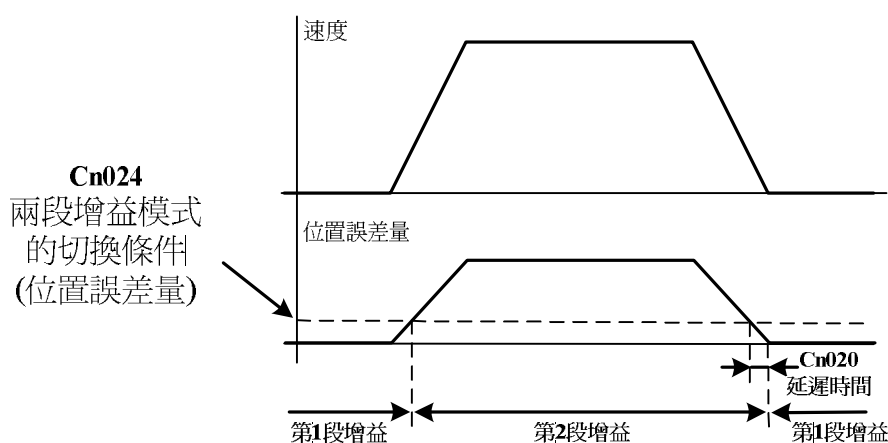 速度
Cn024
兩段增益模式
的切換條件
(位置誤差量)
位置誤差量
Cn020
延遲時間
第1段增益
第2段增益
第1段增益